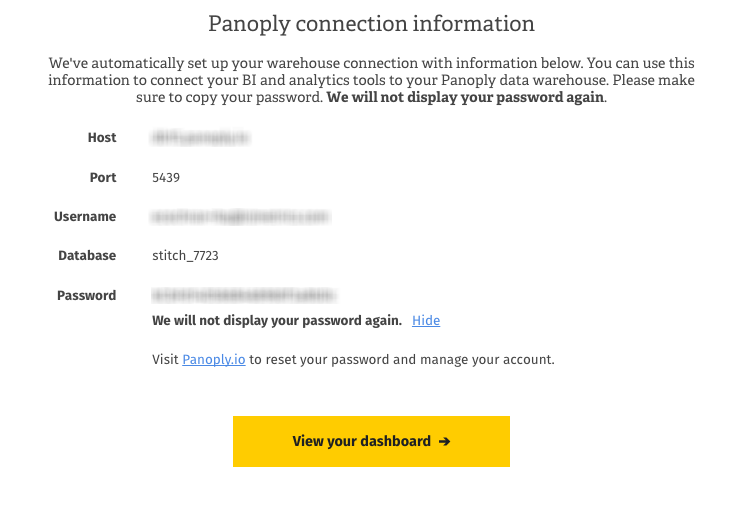 Panoply connection information
We've automatically set up your warehouse connection with information below. You can use this
information to connect your BI and analytics tools to your Panoply data warehouse. Please make
sure to copy your password. We will not display your password again.
Host
Port 5439
Username
Database stitch_7723
Password
We will not display your password again. Hide
Visit Panoply.io to reset your password and manage your account.
View your dashboard ➔